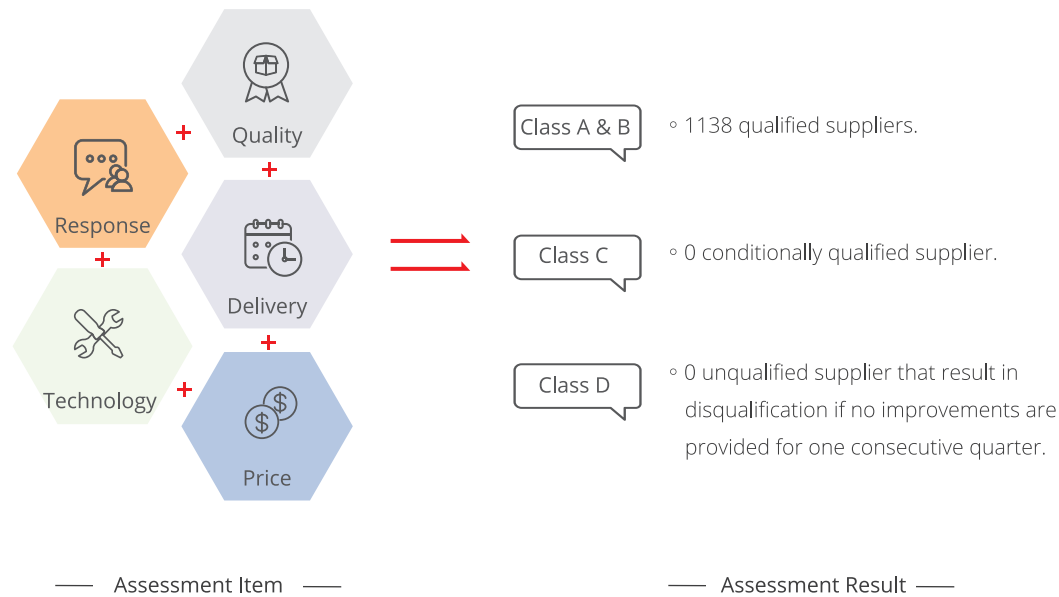 Quality
Response
Delivery
Technology
Price
Class A & B
◦ 1138 qualified suppliers.
Class C
◦ 0 conditionally qualified supplier.
Class D
◦ 0 unqualified supplier that result in
disqualification if no improvements are
provided for one consecutive quarter.
Assessment Item
Assessment Result